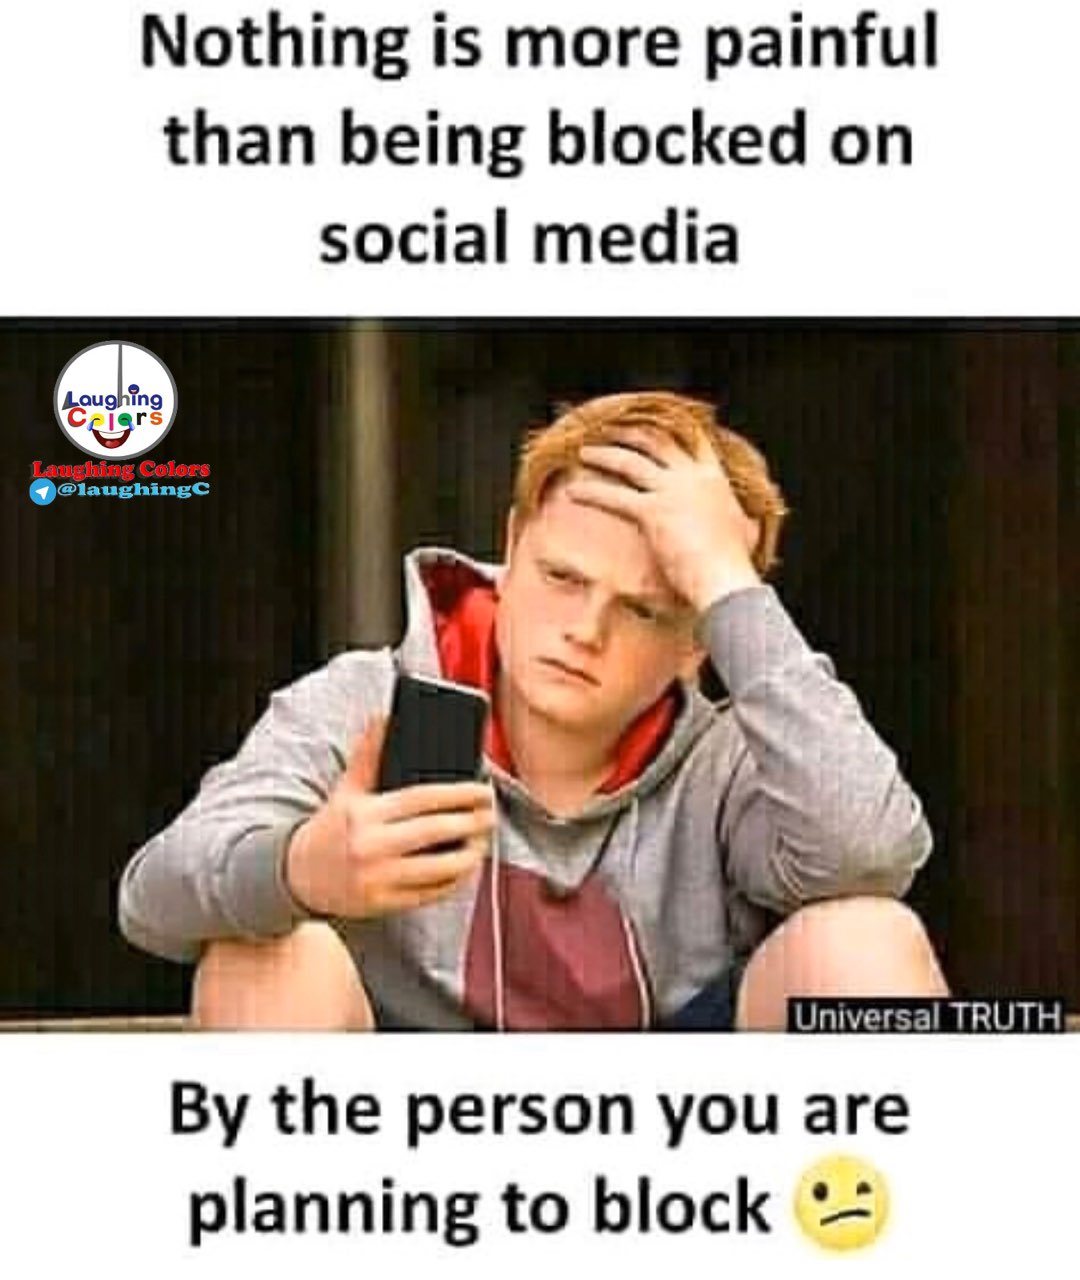 Nothing is more painful
than being blocked on
social media
Laughing
Colors
Laughing Colors
@laughingC
Universal TRUTH
By the person you are
planning to block